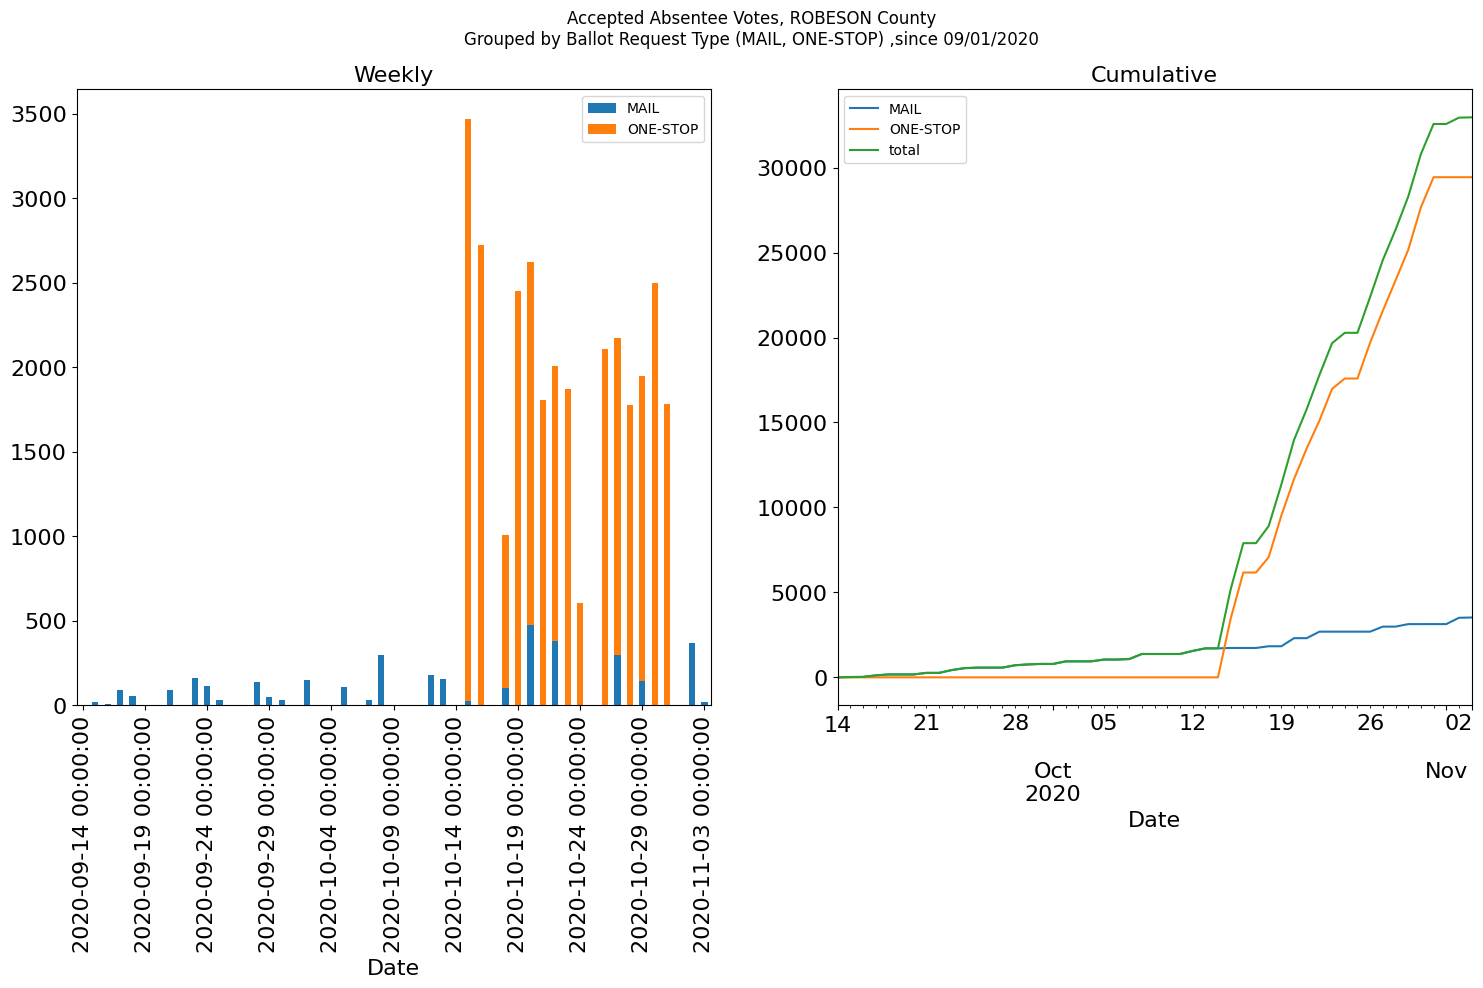 Accepted Absentee Votes, ROBESON County
Grouped by Ballot Request Type (MAIL, ONE-STOP) ,since 09/01/2020
Weekly
MAIL
ONE-STOP
3500
3000
2500
2000
1500
1000
500
0
2020-09-14 00:00:00
2020-09-19 00:00:00
2020-09-24 00:00:00
2020-09-29 00:00:00
2020-10-04 00:00:00
2020-10-09 00:00:00
2020-10-14 00:00:00
2020-10-19 00:00:00
2020-10-24 00:00:00
2020-10-29 00:00:00
2020-11-03 00:00:00
Date
Cumulative
MAIL
ONE-STOP
total
30000
25000
20000
15000
10000
5000
0
14 21 28 05 12 19 26 02
Oct Nov
2020
Date